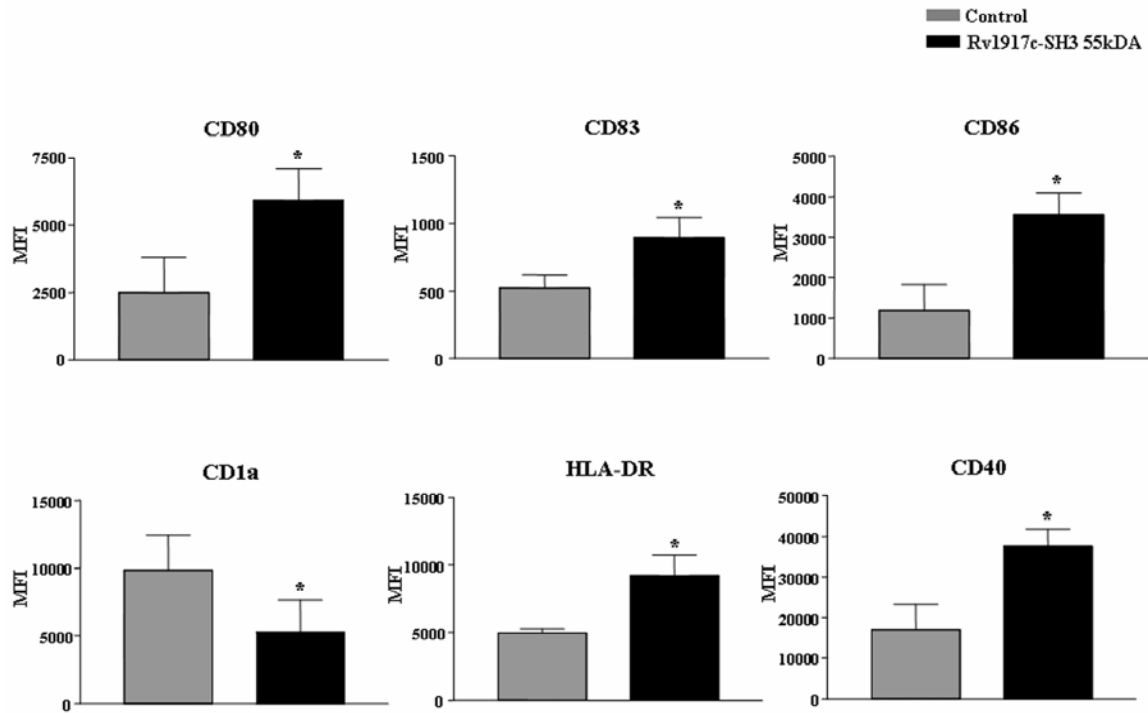 Control
Rv1917c-SH3 55kDA
CD80
CD83
CD86
7500
5000
2500
0
MFI
*
1500
1000
500
0
MFI
*
5000
4000
3000
2000
1000
0
MFI
*
CD1a
HLA-DR
CD40
15000
10000
5000
0
MFI
*
15000
10000
5000
0
MFI
*
50000
40000
30000
20000
10000
0
MFI
*